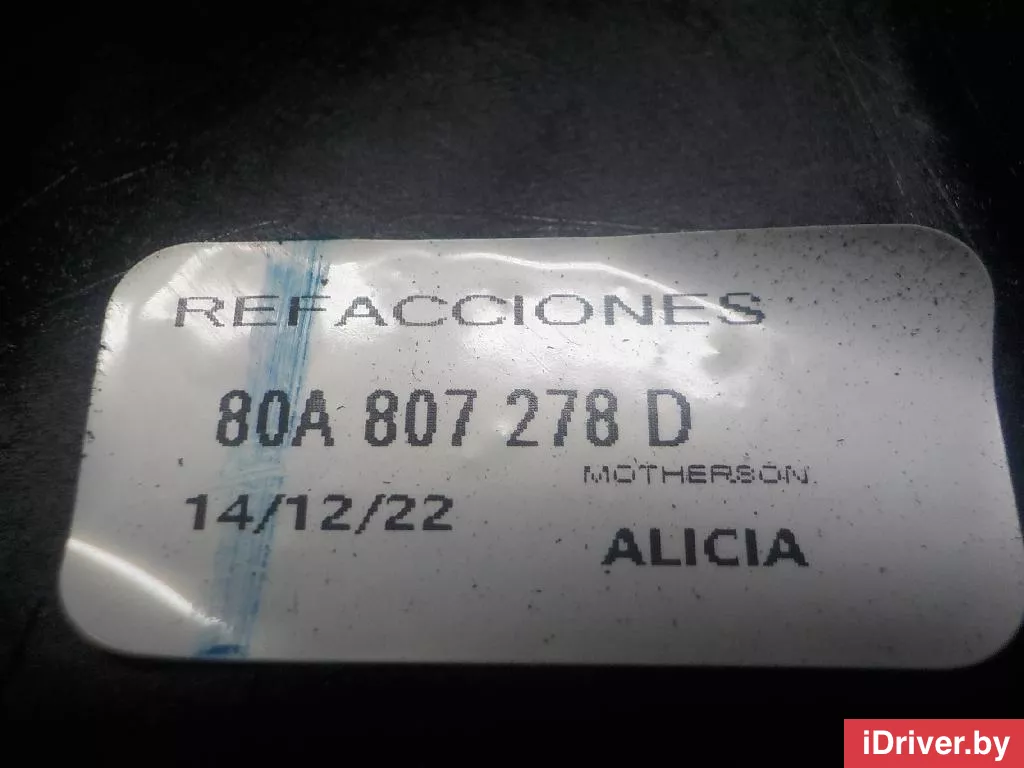 REFACCIONES
80A 807 278 D
MOTHERSON
14/12/22
ALICIA
iDriver.by